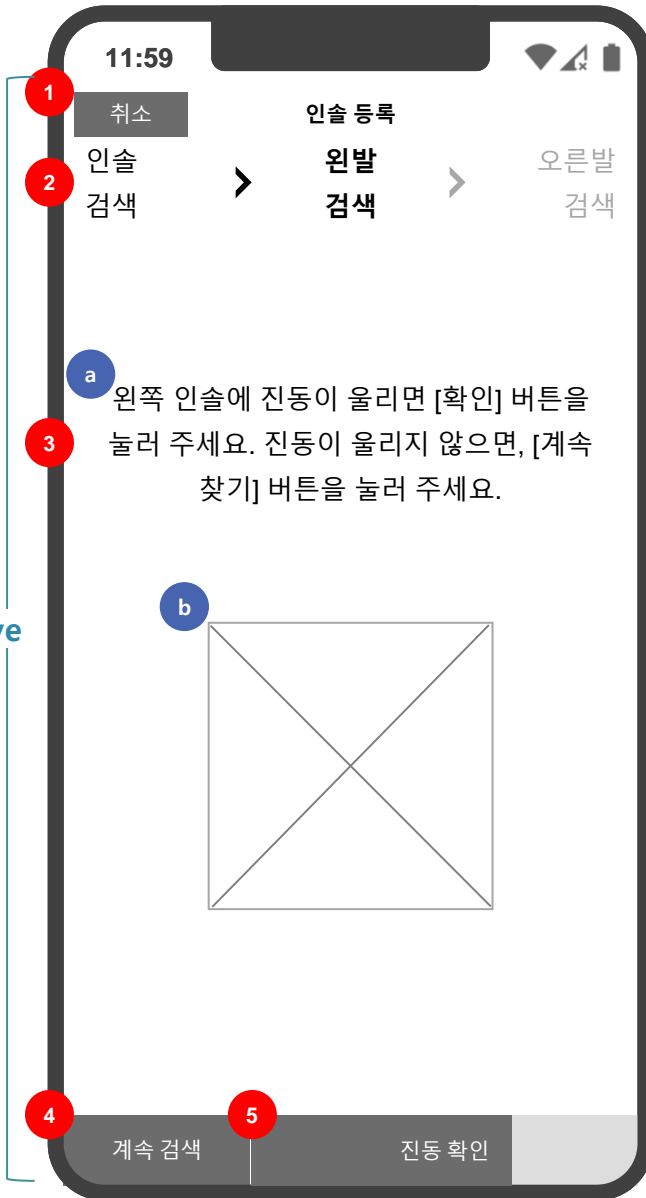 11:59
1
취소
인솔 등록
2
인솔
검색
왼발
검색
오른발
검색
a
왼쪽 인솔에 진동이 울리면 [확인] 버튼을
3
눌러 주세요. 진동이 울리지 않으면, [계속
찾기] 버튼을 눌러 주세요.
b
ve
4
계속 검색
5
진동 확인